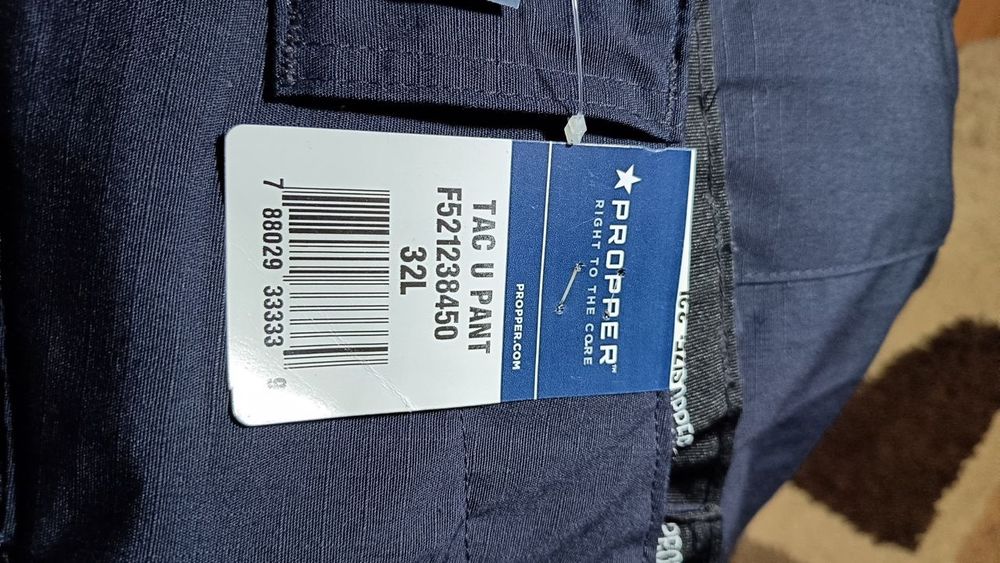 PROPPER™
RIGHT TO THE CORE
PROPPER.COM
TAC U PANT
F521238450
32L
7 88029 33333 9